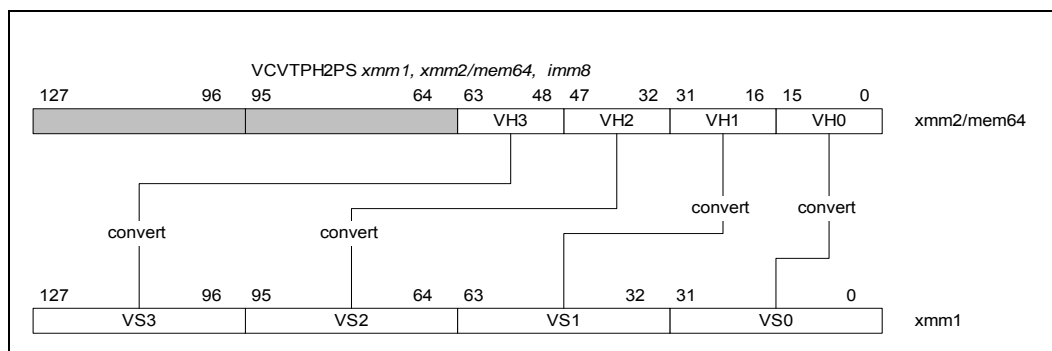 VCVTPH2PS xmm1, xmm2/mem64, imm8
127 96 95 64 63 48 47 32 31 16 15 0
VH3 VH2 VH1 VH0 xmm2/mem64
convert convert
convert convert
127 96 95 64 63 32 31 0
VS3 VS2 VS1 VS0 xmm1